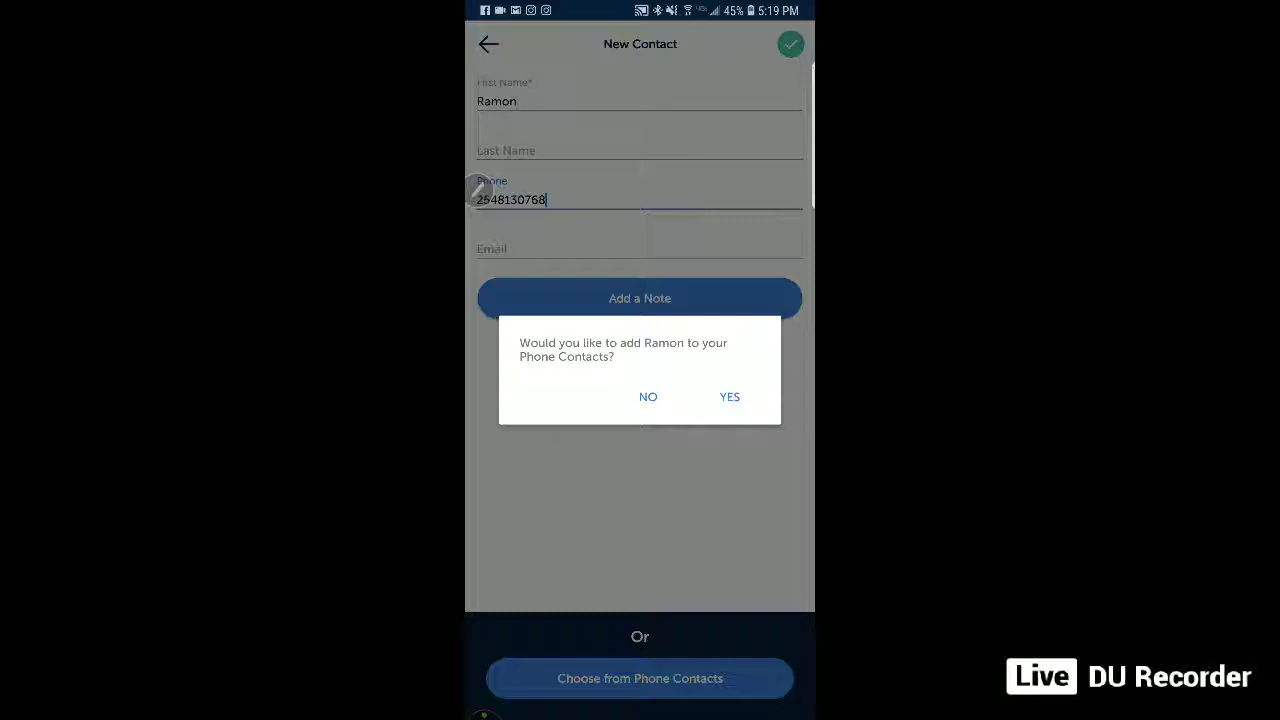 45% 5:19 PM
New Contact
First Name*
Ramon
Last Name
Phone
2548130768
Email
Add a Note
Would you like to add Ramon to your
Phone Contacts?
NO YES
Or
Choose from Phone Contacts
Live DU Recorder